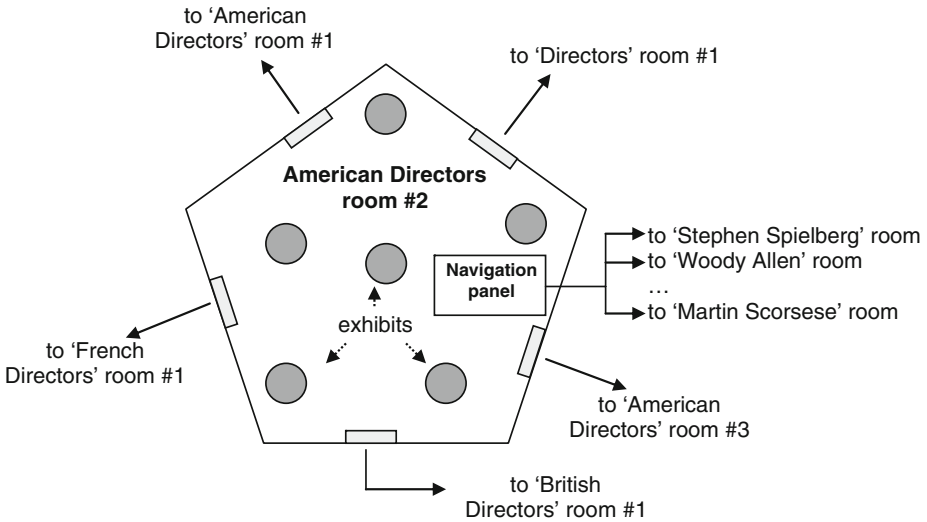 to ‘American
Directors’ room #1
to ‘Directors’ room #1
American Directors
room #2
Navigation
panel
to ‘Stephen Spielberg’ room
to ‘Woody Allen’ room
…
to ‘Martin Scorsese’ room
exhibits
to ‘French
Directors’ room #1
to ‘American
Directors’ room #3
to ‘British
Directors’ room #1